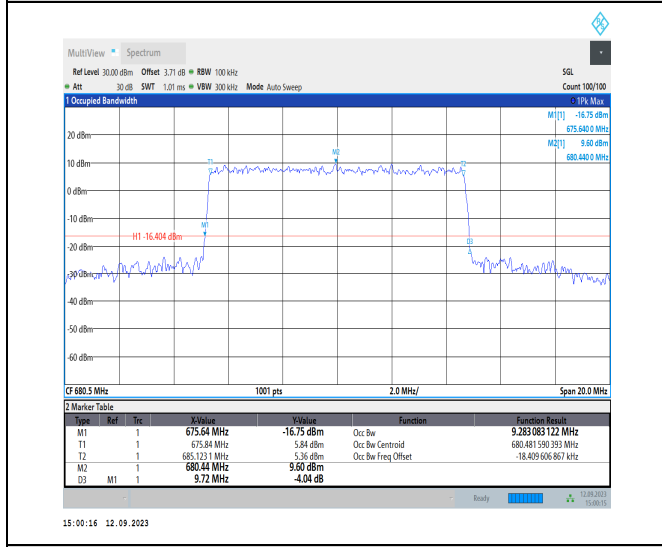 MultiView Spectrum
Ref Level 30.00 dBm Offset 3.71 dB RBW 100 kHz SGL
Att 30 dB SWT 1.01 ms VBW 300 kHz Mode Auto Sweep Count 100/100
1 Occupied Bandwidth 1Pk Max
M1[1] -16.75 dBm
675.640 0 MHz
M2[1] 9.60 dBm
680.440 0 MHz
20 dBm
M2
10 dBm
T1
T2
0 dBm
-10 dBm
M1
H1 -16.404 dBm
D3
-20 dBm
-30 dBm
-40 dBm
-50 dBm
-60 dBm
CF 680.5 MHz 1001 pts 2.0 MHz/ Span 20.0 MHz
2 Marker Table
Type Ref Trc X-Value Y-Value Function Function Result
M1 1 675.64 MHz -16.75 dBm Occ Bw 9.283 083 122 MHz
T1 1 675.84 MHz 5.84 dBm Occ Bw Centroid 680.481 590 393 MHz
T2 1 685.123 1 MHz 5.36 dBm Occ Bw Freq Offset -18.409 606 867 kHz
M2 1 680.44 MHz 9.60 dBm
D3 M1 1 9.72 MHz -4.04 dB
Ready 12.09.2023
15:00:15
15:00:16 12.09.2023